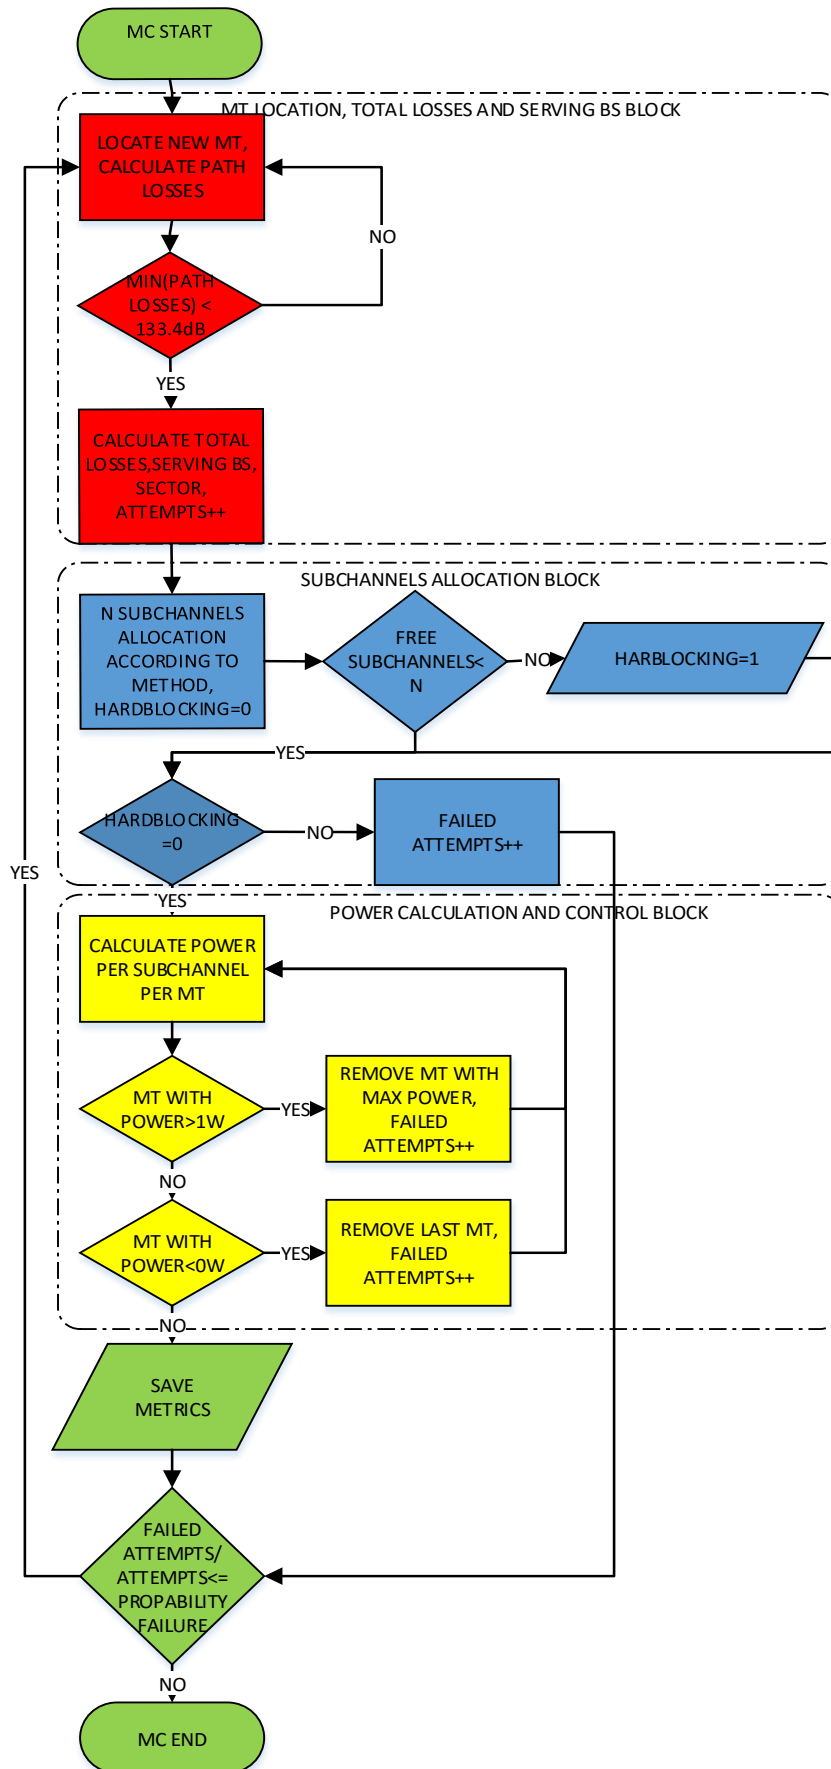 MC START
MT LOCATION, TOTAL LOSSES AND SERVING BS BLOCK
LOCATE NEW MT,
CALCULATE PATH
LOSSES
NO
MIN(PATH
LOSSES) <
133.4dB
YES
CALCULATE TOTAL
LOSSES,SERVING BS,
SECTOR,
ATTEMPTS++
SUBCHANNELS ALLOCATION BLOCK
N SUBCHANNELS
ALLOCATION
ACCORDING TO
METHOD,
HARDBLOCKING=0
FREE
SUBCHANNELS<
N
NO
HARBLOCKING=1
YES
HARDBLOCKING
=0
NO
FAILED
ATTEMPTS++
YES
YES
POWER CALCULATION AND CONTROL BLOCK
CALCULATE POWER
PER SUBCHANNEL
PER MT
MT WITH
POWER>1W
YES
REMOVE MT WITH
MAX POWER,
FAILED
ATTEMPTS++
NO
MT WITH
POWER<0W
YES
REMOVE LAST MT,
FAILED
ATTEMPTS++
NO
SAVE
METRICS
FAILED
ATTEMPTS/
ATTEMPTS<=
PROPABILITY
FAILURE
NO
MC END